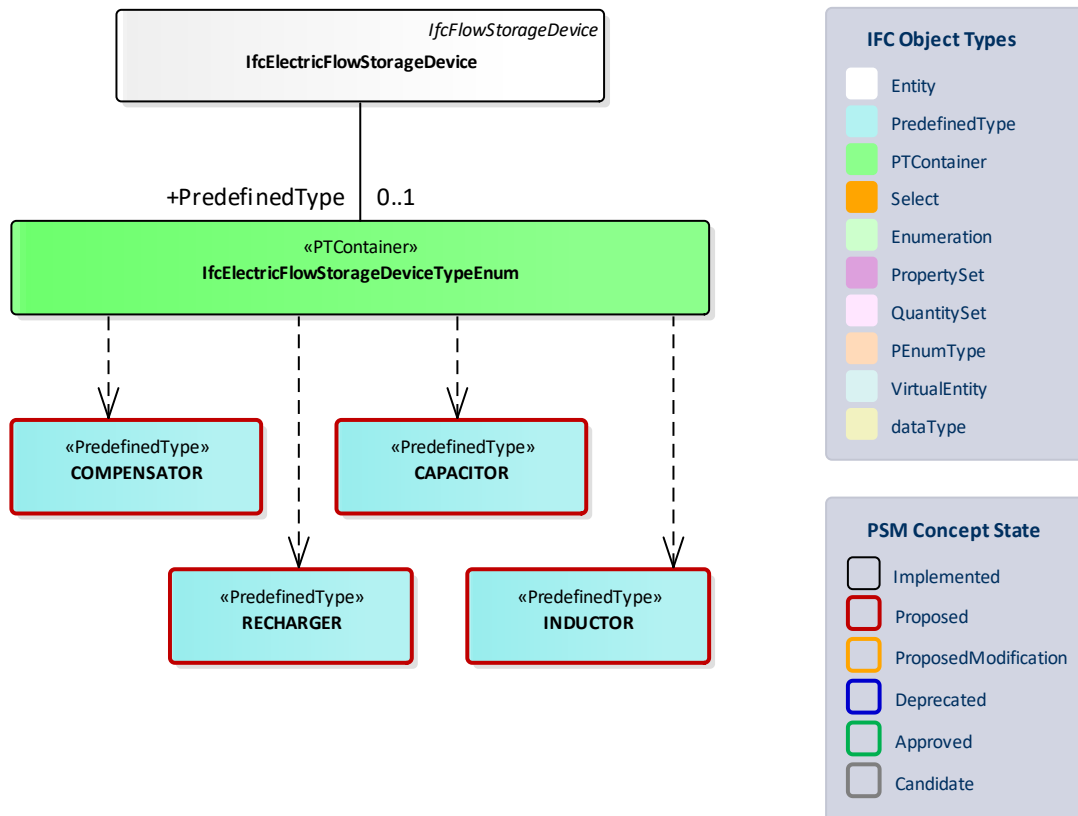 IfcFlowStorageDevice
IfcElectricFlowStorageDevice
+PredefinedType 0..1
«PTContainer»
IfcElectricFlowStorageDeviceTypeEnum
«PredefinedType»
COMPENSATOR
«PredefinedType»
CAPACITOR
«PredefinedType»
RECHARGER
«PredefinedType»
INDUCTOR
IFC Object Types
Entity
PredefinedType
PTContainer
Select
Enumeration
PropertySet
QuantitySet
PEnumType
VirtualEntity
dataType
PSM Concept State
Implemented
Proposed
ProposedModification
Deprecated
Approved
Candidate